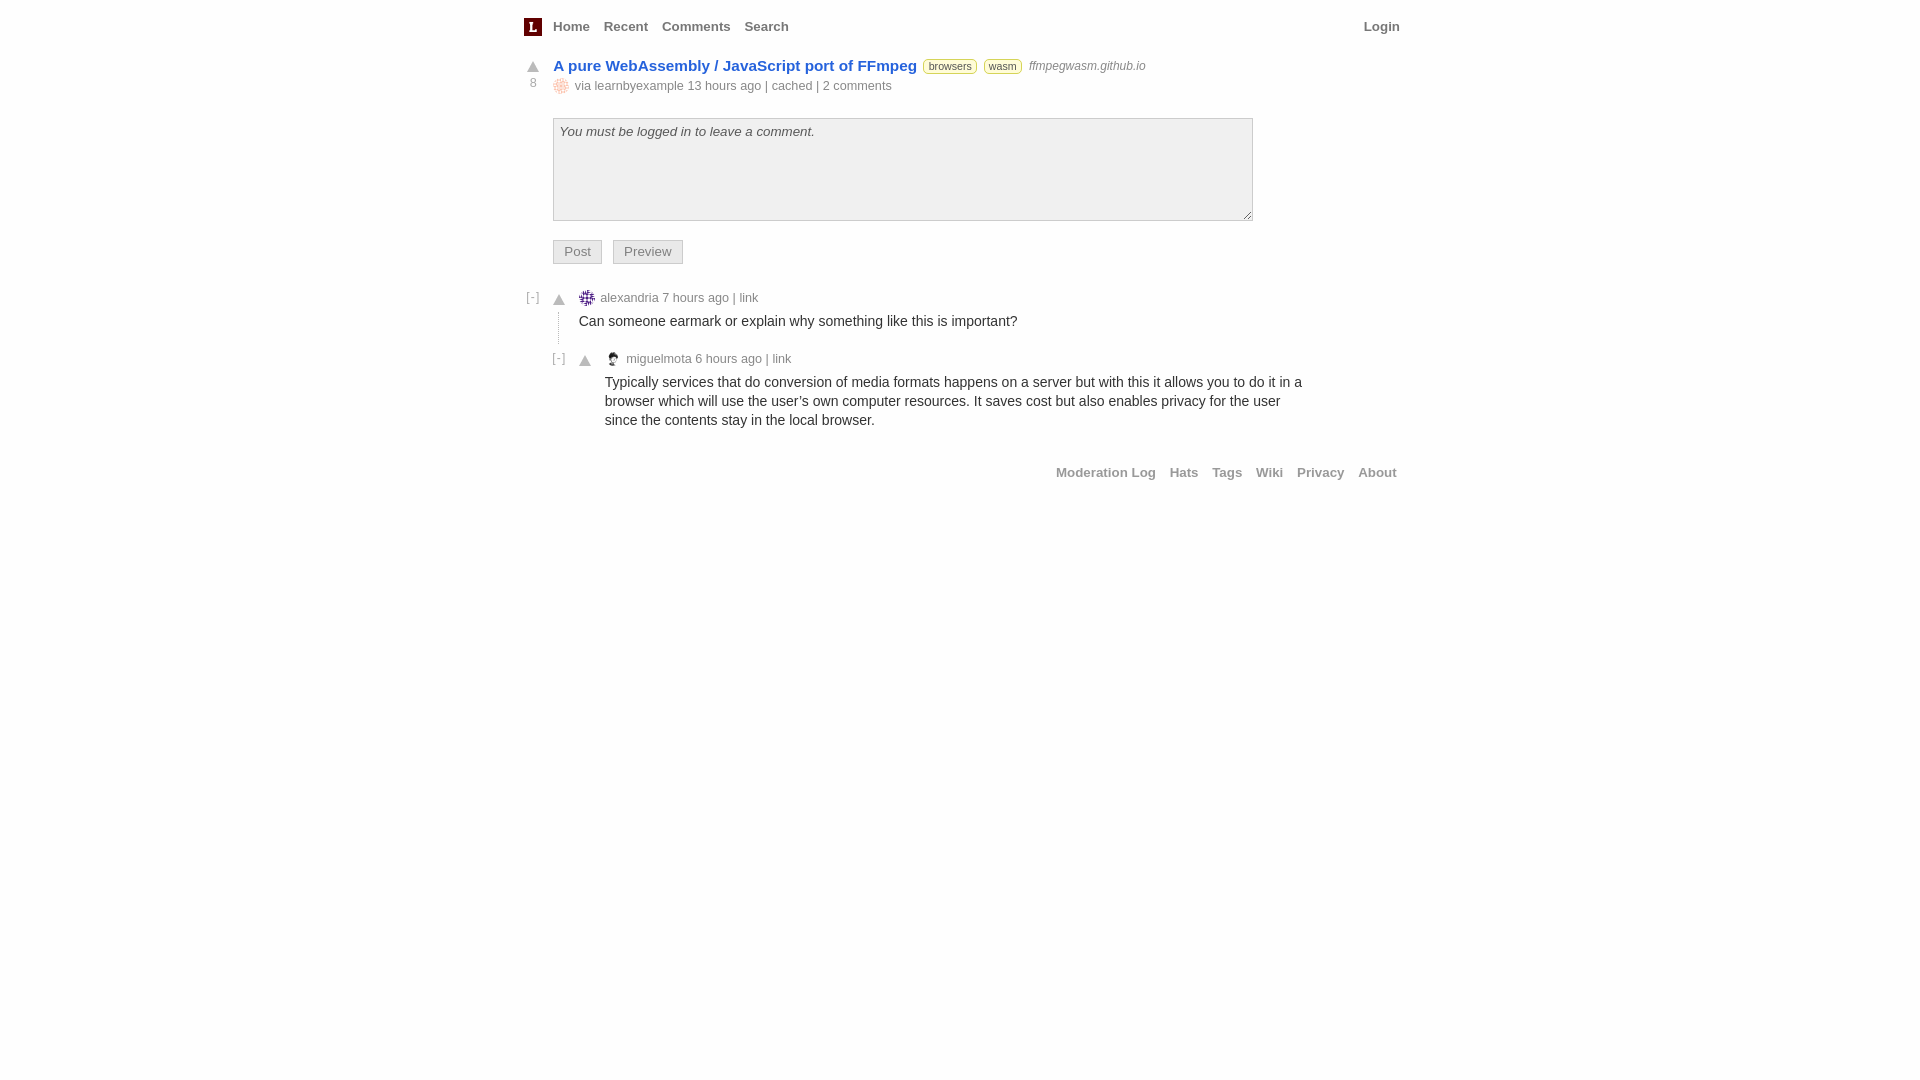 L Home Recent Comments Search Login
A pure WebAssembly / JavaScript port of FFmpeg browsers wasm ffmpegwasm.github.io
8
via learnbyexample 13 hours ago | cached | 2 comments
You must be logged in to leave a comment.
Post Preview
[-] alexandria 7 hours ago | link
Can someone earmark or explain why something like this is important?
[-] miguelmota 6 hours ago | link
Typically services that do conversion of media formats happens on a server but with this it allows you to do it in a
browser which will use the user’s own computer resources. It saves cost but also enables privacy for the user
since the contents stay in the local browser.
Moderation Log Hats Tags Wiki Privacy About